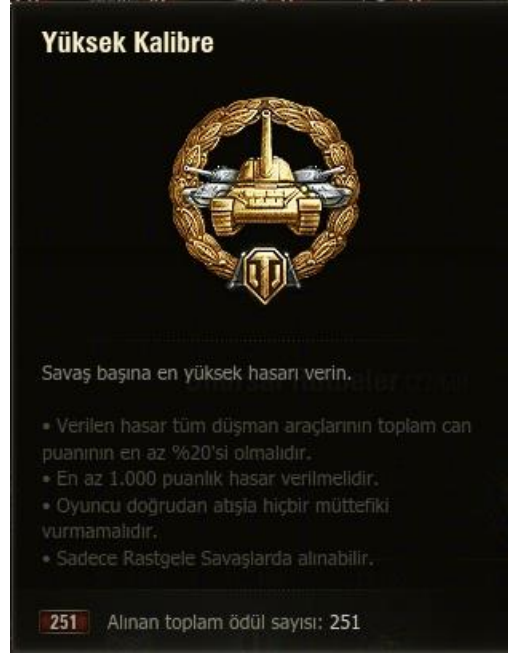 Yüksek Kalibre
Savaş başına en yüksek hasarı verin.
• Verilen hasar tüm düşman araçlarının toplam can
puanının en az %20'si olmalıdır.
• En az 1.000 puanlık hasar verilmelidir.
• Oyuncu doğrudan atışla hiçbir müttefiki
vurmamalıdır.
• Sadece Rastgele Savaşlarda alınabilir.
251 Alınan toplam ödül sayısı: 251